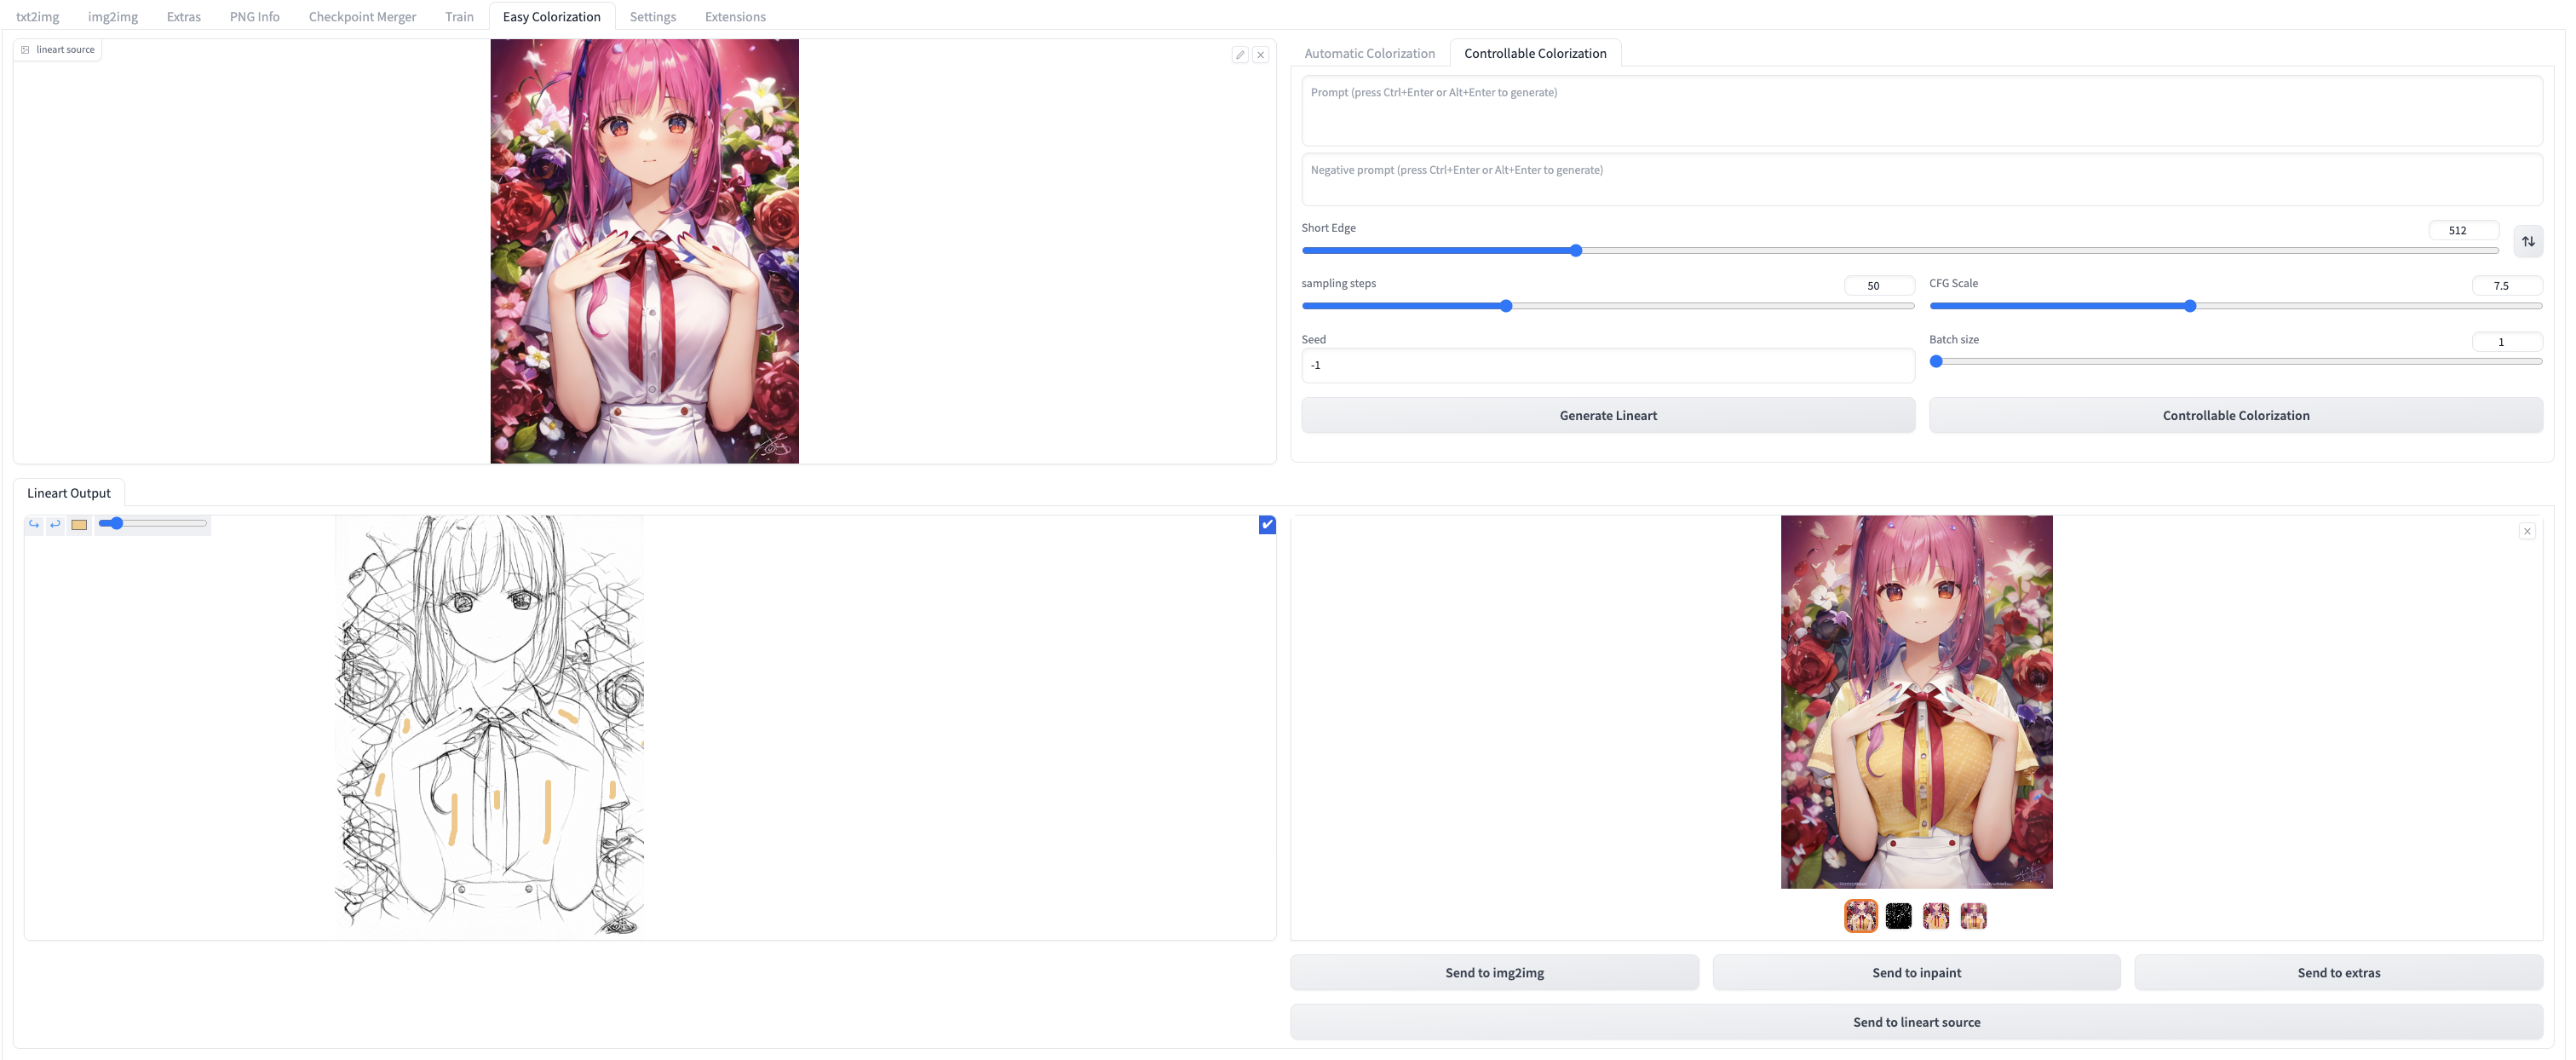 txt2img img2img Extras PNG Info Checkpoint Merger Train Easy Colorization Settings Extensions
lineart source
Automatic Colorization Controllable Colorization
Prompt (press Ctrl+Enter or Alt+Enter to generate)
Negative prompt (press Ctrl+Enter or Alt+Enter to generate)
Short Edge 512
sampling steps 50 CFG Scale 7.5
Seed Batch size 1
-1
Generate Lineart Controllable Colorization
Lineart Output
Send to img2img Send to inpaint Send to extras
Send to lineart source